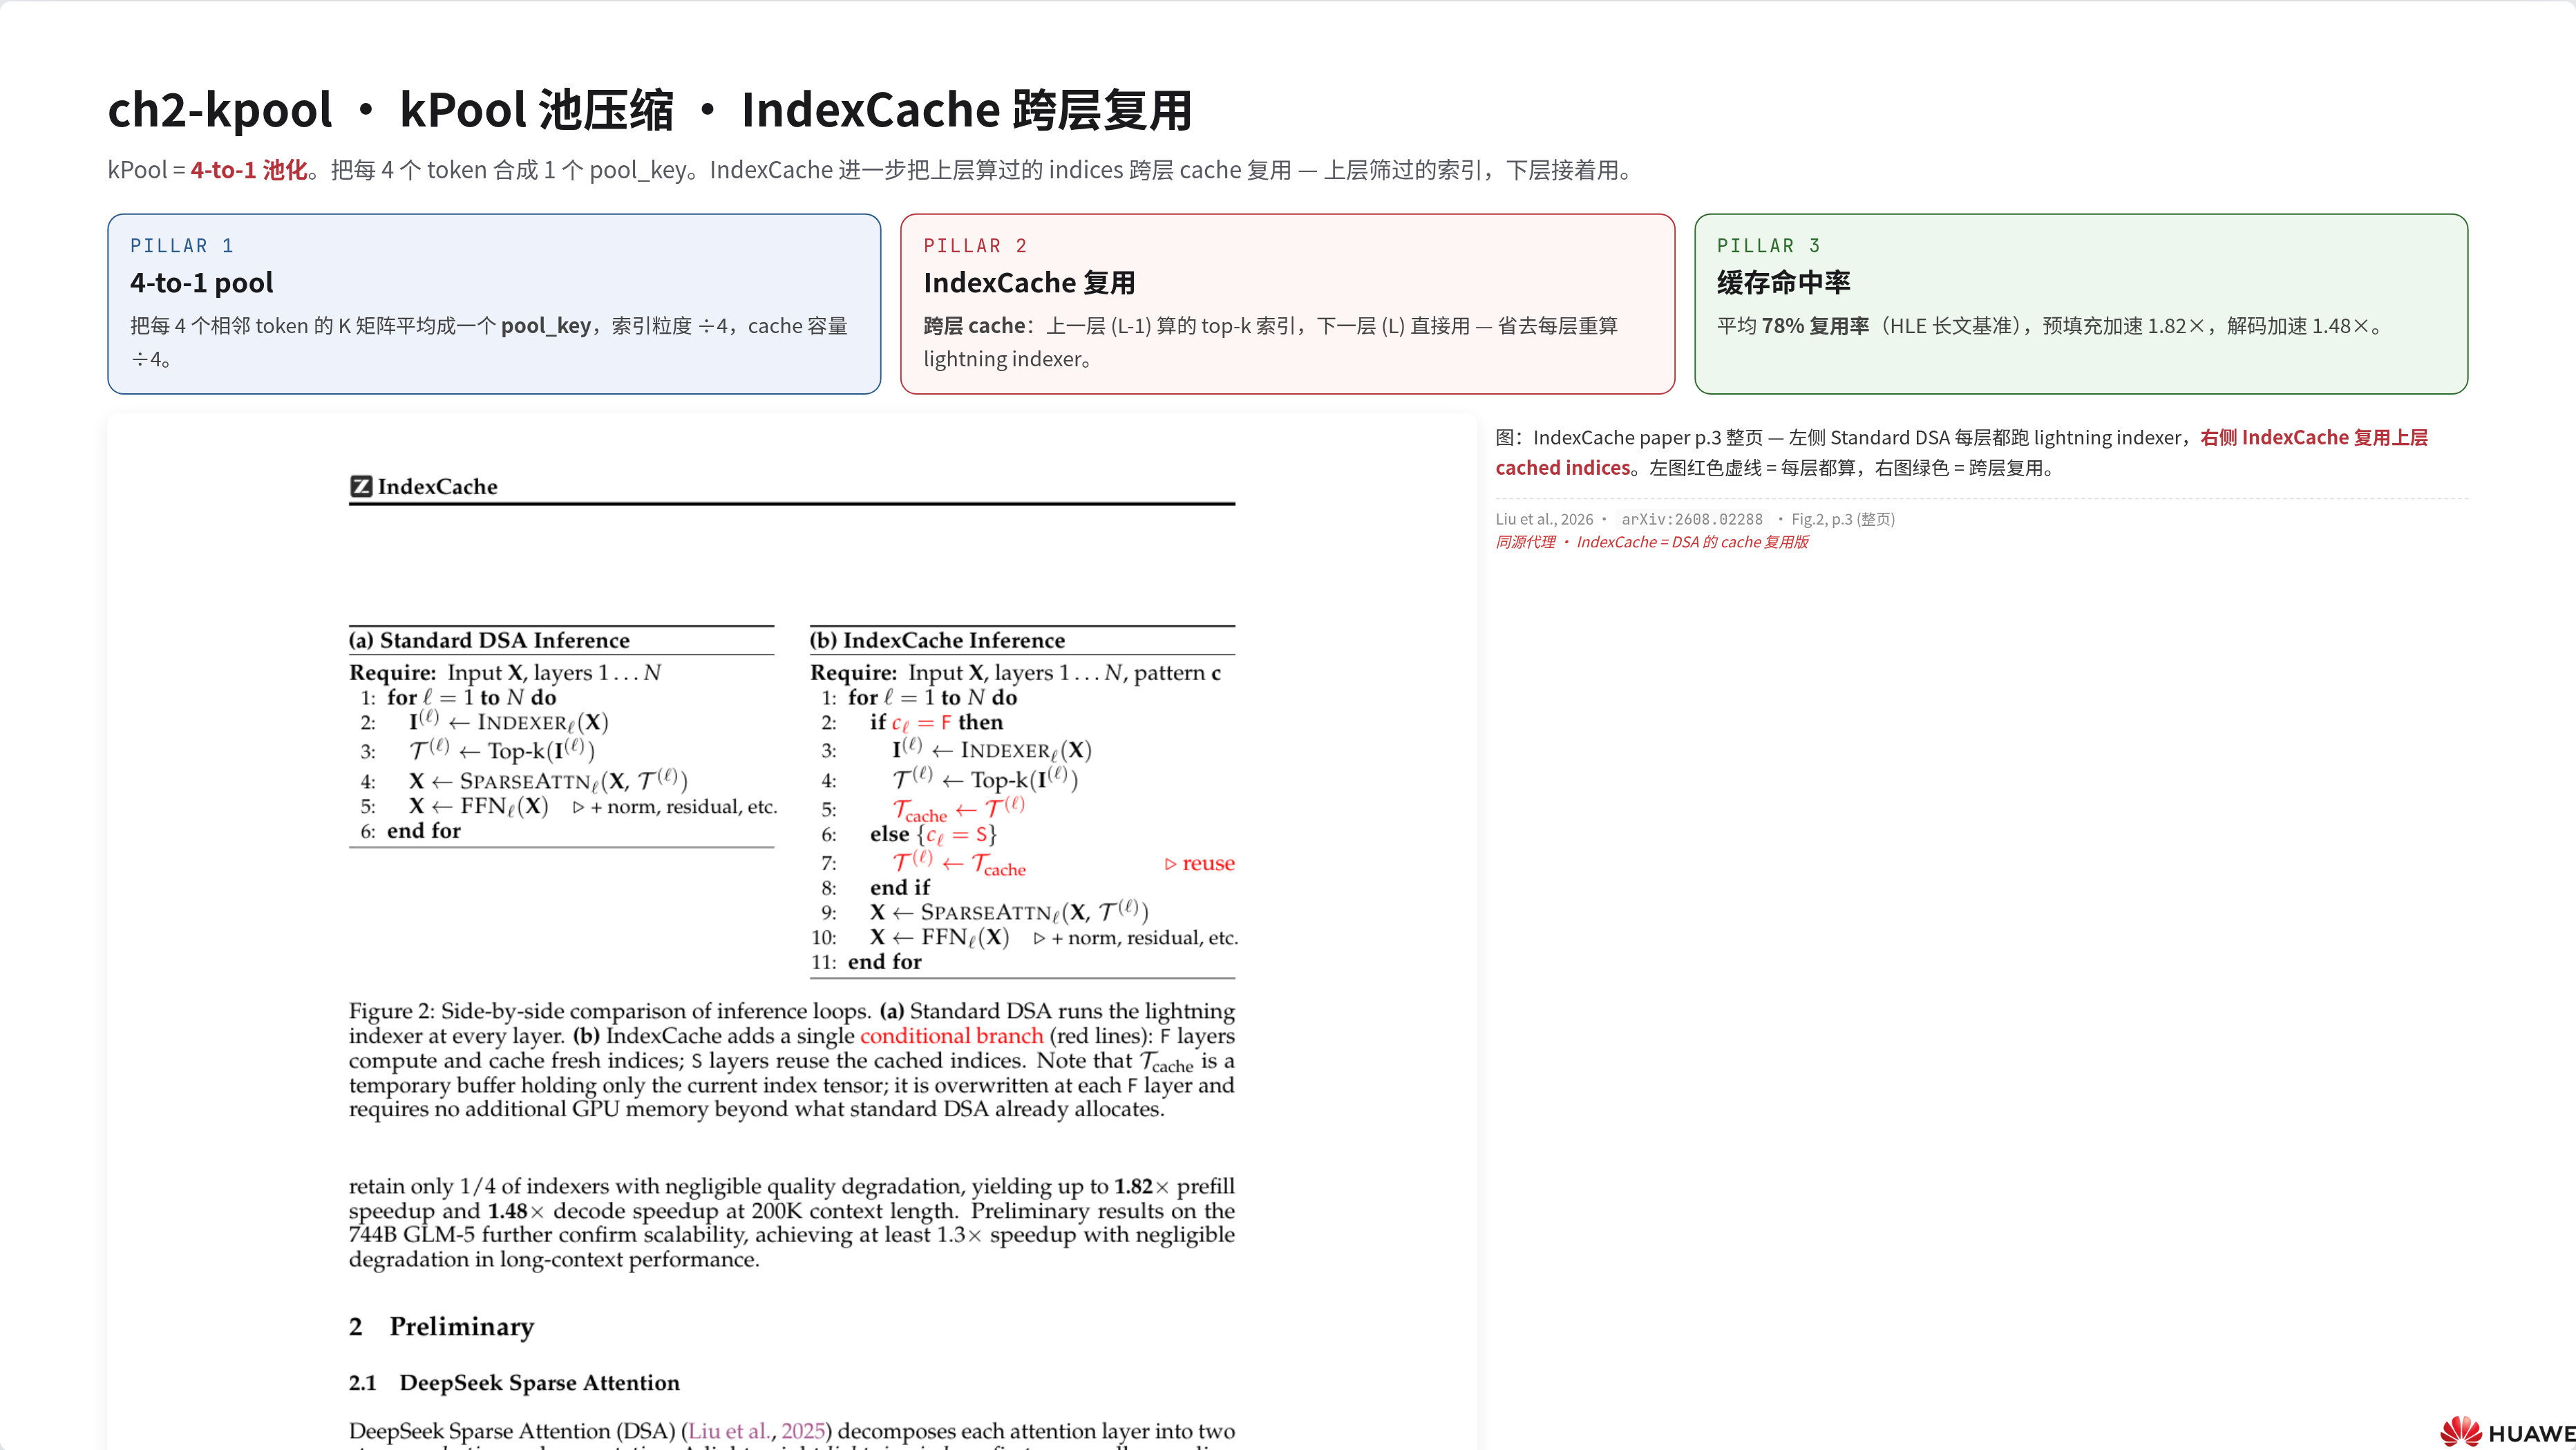 ch2-kpool · kPool 池压缩 · IndexCache 跨层复用
kPool = 4-to-1 池化。把每 4 个 token 合成 1 个 pool_key。IndexCache 进一步把上层算过的 indices 跨层 cache 复用 — 上层筛过的索引，下层接着用。
PILLAR 1
4-to-1 pool
把每 4 个相邻 token 的 K 矩阵平均成一个 pool_key，索引粒度 ÷4，cache 容量
÷4。
PILLAR 2
IndexCache 复用
跨层 cache：上一层 (L-1) 算的 top-k 索引，下一层 (L) 直接用 — 省去每层重算
lightning indexer。
PILLAR 3
缓存命中率
平均 78% 复用率（HLE 长文基准），预填充加速 1.82×，解码加速 1.48×。
Z IndexCache
(a) Standard DSA Inference
Require: Input X, layers 1 . . . N
1: for ℓ = 1 to N do
2: I^(ℓ) ← INDEXER_ℓ(X)
3: 𝒯^(ℓ) ← Top-k(I^(ℓ))
4: X ← SPARSEATTN_ℓ(X, 𝒯^(ℓ))
5: X ← FFN_ℓ(X) ▷ + norm, residual, etc.
6: end for
(b) IndexCache Inference
Require: Input X, layers 1 . . . N, pattern c
1: for ℓ = 1 to N do
2: if c_ℓ = F then
3: I^(ℓ) ← INDEXER_ℓ(X)
4: 𝒯^(ℓ) ← Top-k(I^(ℓ))
5: 𝒯_cache ← 𝒯^(ℓ)
6: else {c_ℓ = S}
7: 𝒯^(ℓ) ← 𝒯_cache ▷ reuse
8: end if
9: X ← SPARSEATTN_ℓ(X, 𝒯^(ℓ))
10: X ← FFN_ℓ(X) ▷ + norm, residual, etc.
11: end for
Figure 2: Side-by-side comparison of inference loops. (a) Standard DSA runs the lightning
indexer at every layer. (b) IndexCache adds a single conditional branch (red lines): F layers
compute and cache fresh indices; S layers reuse the cached indices. Note that 𝒯_cache is a
temporary buffer holding only the current index tensor; it is overwritten at each F layer and
requires no additional GPU memory beyond what standard DSA already allocates.
retain only 1/4 of indexers with negligible quality degradation, yielding up to 1.82× prefill
speedup and 1.48× decode speedup at 200K context length. Preliminary results on the
744B GLM-5 further confirm scalability, achieving at least 1.3× speedup with negligible
degradation in long-context performance.
2 Preliminary
2.1 DeepSeek Sparse Attention
DeepSeek Sparse Attention (DSA) (Liu et al., 2025) decomposes each attention layer into two
图：IndexCache paper p.3 整页 — 左侧 Standard DSA 每层都跑 lightning indexer，右侧 IndexCache 复用上层
cached indices。左图红色虚线 = 每层都算，右图绿色 = 跨层复用。
Liu et al., 2026 · arXiv:2608.02288 · Fig.2, p.3 (整页)
同源代理 · IndexCache = DSA 的 cache 复用版
HUAWE